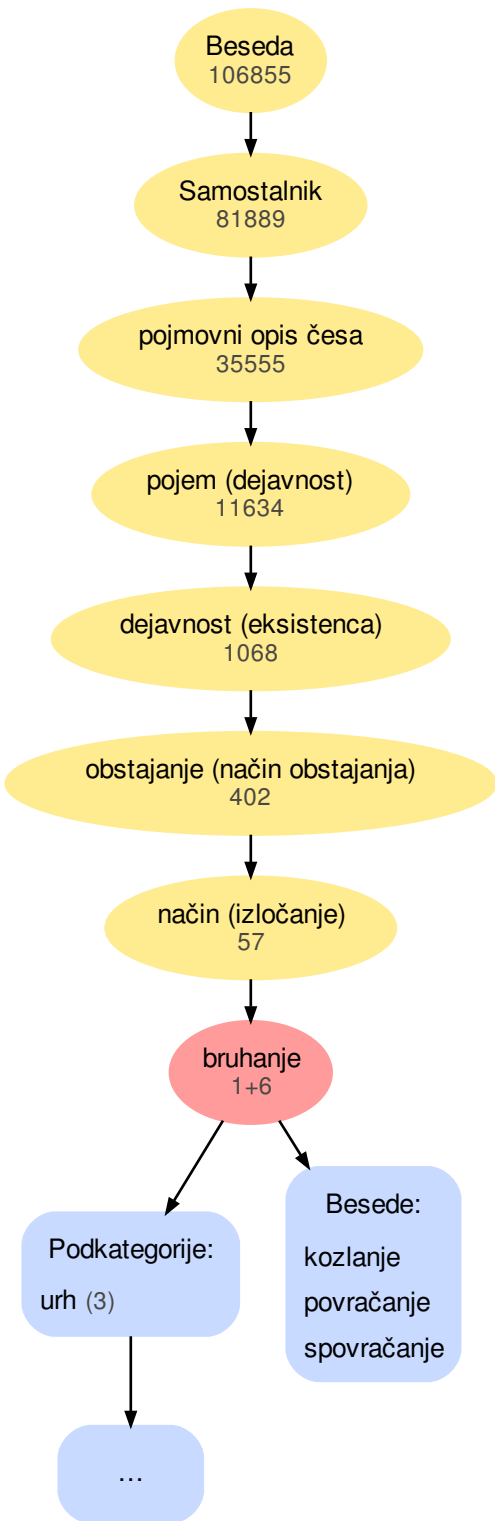 Beseda
106855
Samostalnik
81889
pojmovni opis česa
35555
pojem (dejavnost)
11634
dejavnost (eksistenca)
1068
obstajanje (način obstajanja)
402
način (izločanje)
57
bruhanje
1+6
Podkategorije:
urh (3)
Besede:
kozlanje
povračanje
spovračanje
...